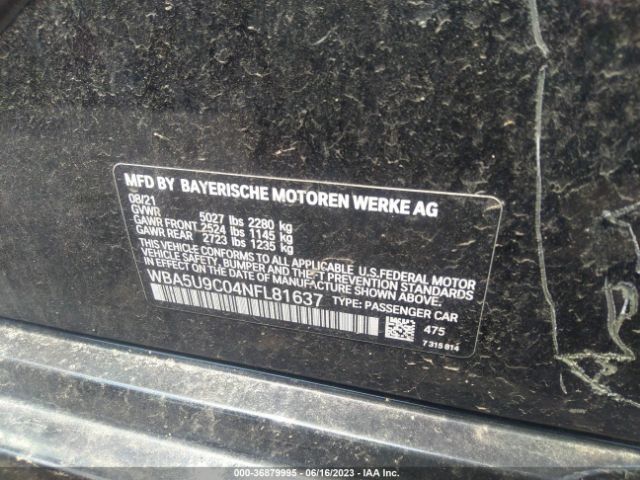 MFD BY BAYERISCHE MOTOREN WERKE AG
08/21
GVWR 5027 lbs 2280 kg
GAWR FRONT 2524 lbs 1145 kg
GAWR REAR 2723 lbs 1235 kg
THIS VEHICLE CONFORMS TO ALL APPLICABLE U.S.FEDERAL MOTOR
VEHICLE SAFETY, BUMPER, AND THEFT PREVENTION STANDARDS
IN EFFECT ON THE DATE OF MANUFACTURE SHOWN ABOVE.
WBA5U9C04NFL81637 TYPE: PASSENGER CAR
475
7 315 814
00-36879995 - 06/16/2023 - IAA Inc.